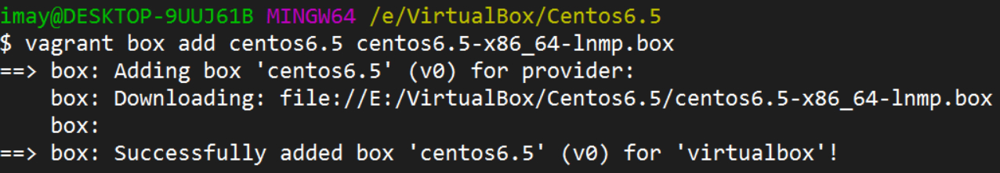 imay@DESKTOP-9UUJ61B MINGW64 /e/VirtualBox/Centos6.5
$ vagrant box add centos6.5 centos6.5-x86_64-lnmp.box
==> box: Adding box 'centos6.5' (v0) for provider:
    box: Downloading: file://E:/VirtualBox/Centos6.5/centos6.5-x86_64-lnmp.box
    box:
==> box: Successfully added box 'centos6.5' (v0) for 'virtualbox'!